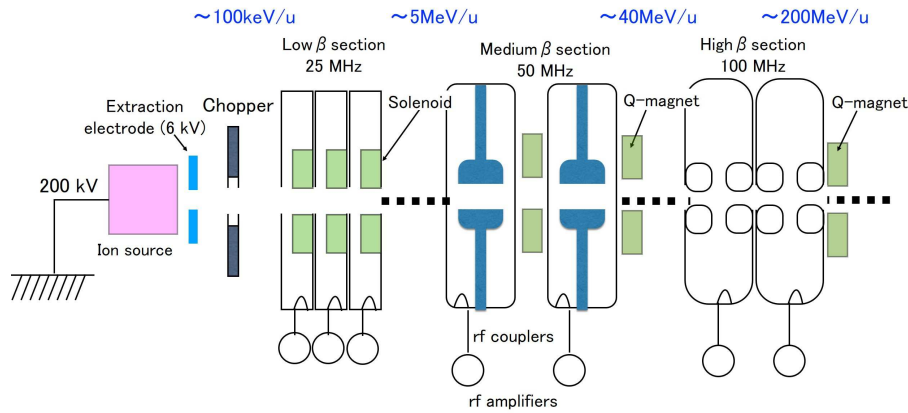 ~100keV/u
~5MeV/u
~40MeV/u
~200MeV/u
Low β section
25 MHz
Medium β section
50 MHz
High β section
100 MHz
Extraction
electrode (6 kV)
Chopper
Solenoid
Q-magnet
Q-magnet
200 kV
Ion source
rf couplers
rf amplifiers